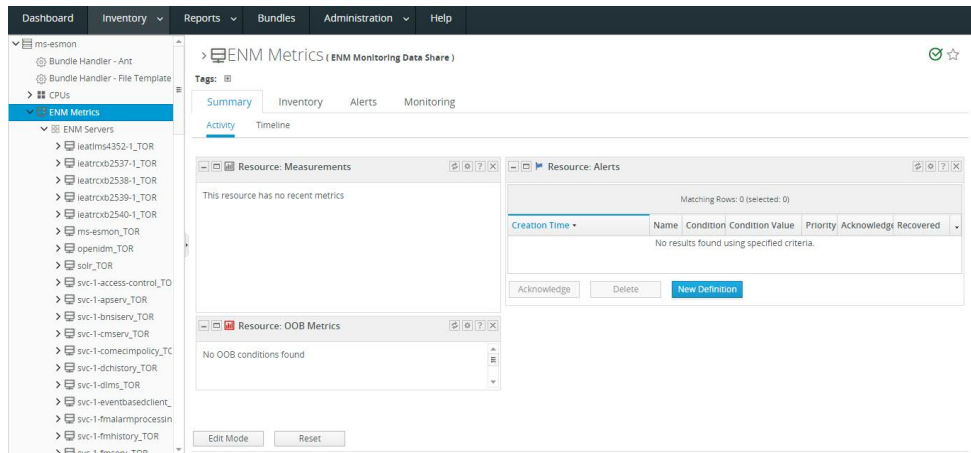 Dashboard Inventory Reports Bundles Administration Help
ms-esmon
Bundle Handler - Ant
Bundle Handler - File Template
CPUs
ENM Metrics
ENM Servers
ieatlms4352-1_TOR
ieatrcxb2537-1_TOR
ieatrcxb2538-1_TOR
ieatrcxb2539-1_TOR
ieatrcxb2540-1_TOR
ms-esmon_TOR
openidm_TOR
solr_TOR
svc-1-access-control_TO
svc-1-apserv_TOR
svc-1-bnsiserv_TOR
svc-1-cmserv_TOR
svc-1-comecimpolicy_TC
svc-1-dchistory_TOR
svc-1-dlms_TOR
svc-1-eventbasedclient_
svc-1-fmalarmprocessin
svc-1-fmhistory_TOR
svc-1-fmserv_TOR
ENM Metrics ( ENM Monitoring Data Share )
Tags:
Summary Inventory Alerts Monitoring
Activity Timeline
Resource: Measurements
This resource has no recent metrics
Resource: Alerts
Matching Rows: 0 (selected: 0)
Creation Time Name Condition Condition Value Priority Acknowledge Recovered
No results found using specified criteria.
Acknowledge Delete New Definition
Resource: OOB Metrics
No OOB conditions found
Edit Mode Reset